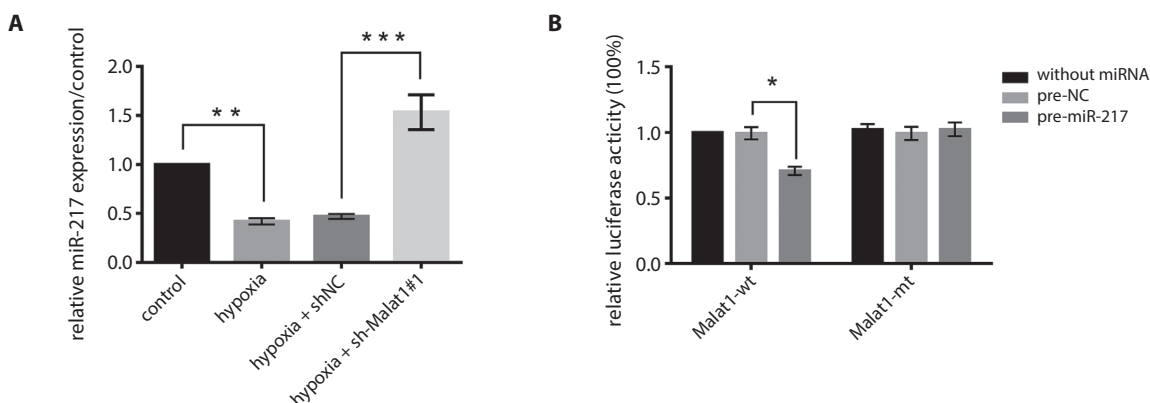 A
relative miR-217 expression/control
2.0
1.5
1.0
0.5
0.0
* *
* * *
control
hypoxia
hypoxia + shNC
hypoxia + sh-Malat1#1
B
relative luciferase acticity (100%)
1.5
1.0
0.5
0.0
*
Malat1-wt
Malat1-mt
without miRNA
pre-NC
pre-miR-217